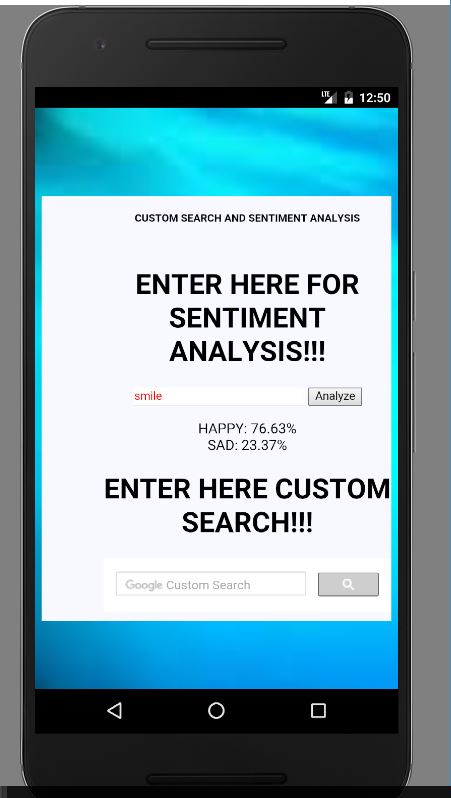 LTE 12:50
CUSTOM SEARCH AND SENTIMENT ANALYSIS
ENTER HERE FOR
SENTIMENT
ANALYSIS!!!
smile Analyze
HAPPY: 76.63%
SAD: 23.37%
ENTER HERE CUSTOM
SEARCH!!!
Google Custom Search